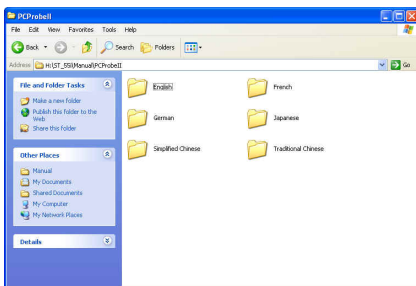 PCProbeII
File Edit View Favorites Tools Help
Back Search Folders
Address H:\ST_55i\Manual\PCProbeII Go
File and Folder Tasks
Make a new folder
Publish this folder to the
Web
Share this folder
Other Places
Manual
My Documents
Shared Documents
My Computer
My Network Places
Details
English French
German Japanese
Simplified Chinese Traditional Chinese